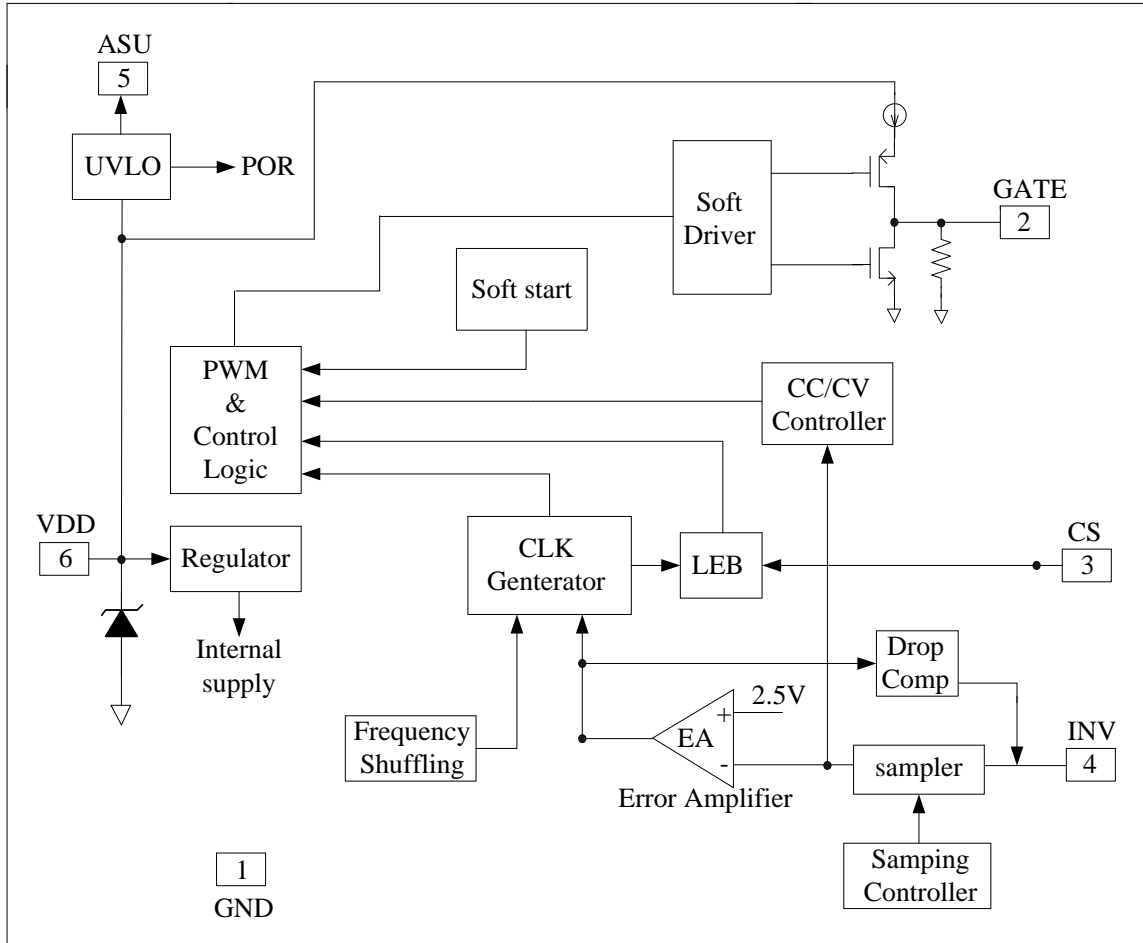 ASU
5
UVLO
POR
Soft
Driver
GATE
2
Soft start
PWM
&
Control
Logic
CC/CV
Controller
VDD
6
Regulator
Internal
supply
CLK
Genterator
LEB
CS
3
Drop
Comp
2.5V
+
EA
-
Error Amplifier
Frequency
Shuffling
sampler
INV
4
Samping
Controller
1
GND